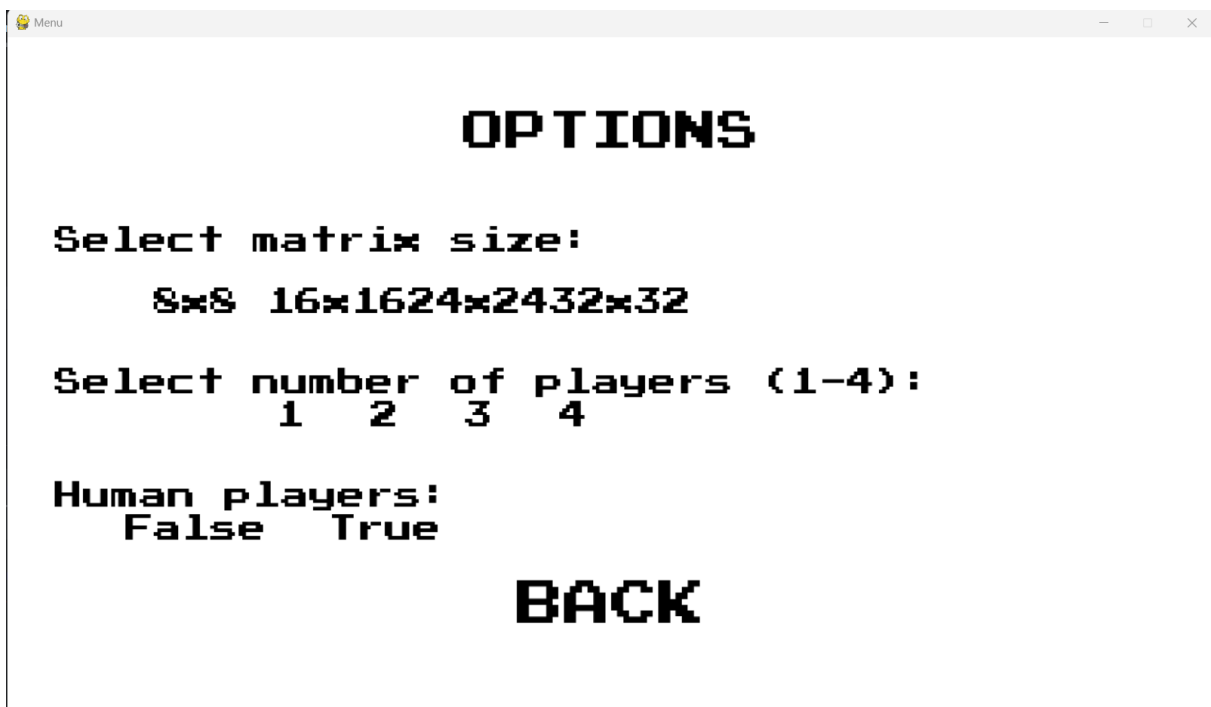 Menu
OPTIONS
Select matrix size:
8x8 16x1624x2432x32
Select number of players (1-4):
1 2 3 4
Human players:
False True
BACK